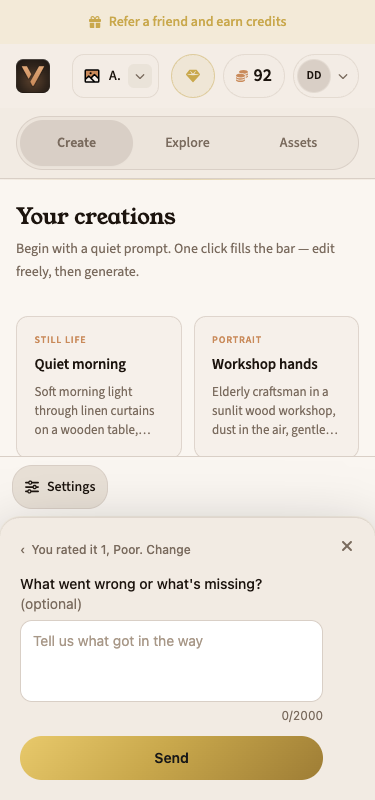 Refer a friend and earn credits
A.
92
DD
Create
Explore
Assets
Your creations
Begin with a quiet prompt. One click fills the bar — edit
freely, then generate.
STILL LIFE
Quiet morning
Soft morning light
through linen curtains
on a wooden table,...
PORTRAIT
Workshop hands
Elderly craftsman in a
sunlit wood workshop,
dust in the air, gentle...
Settings
‹ You rated it 1, Poor. Change
What went wrong or what's missing?
(optional)
Tell us what got in the way
0/2000
Send